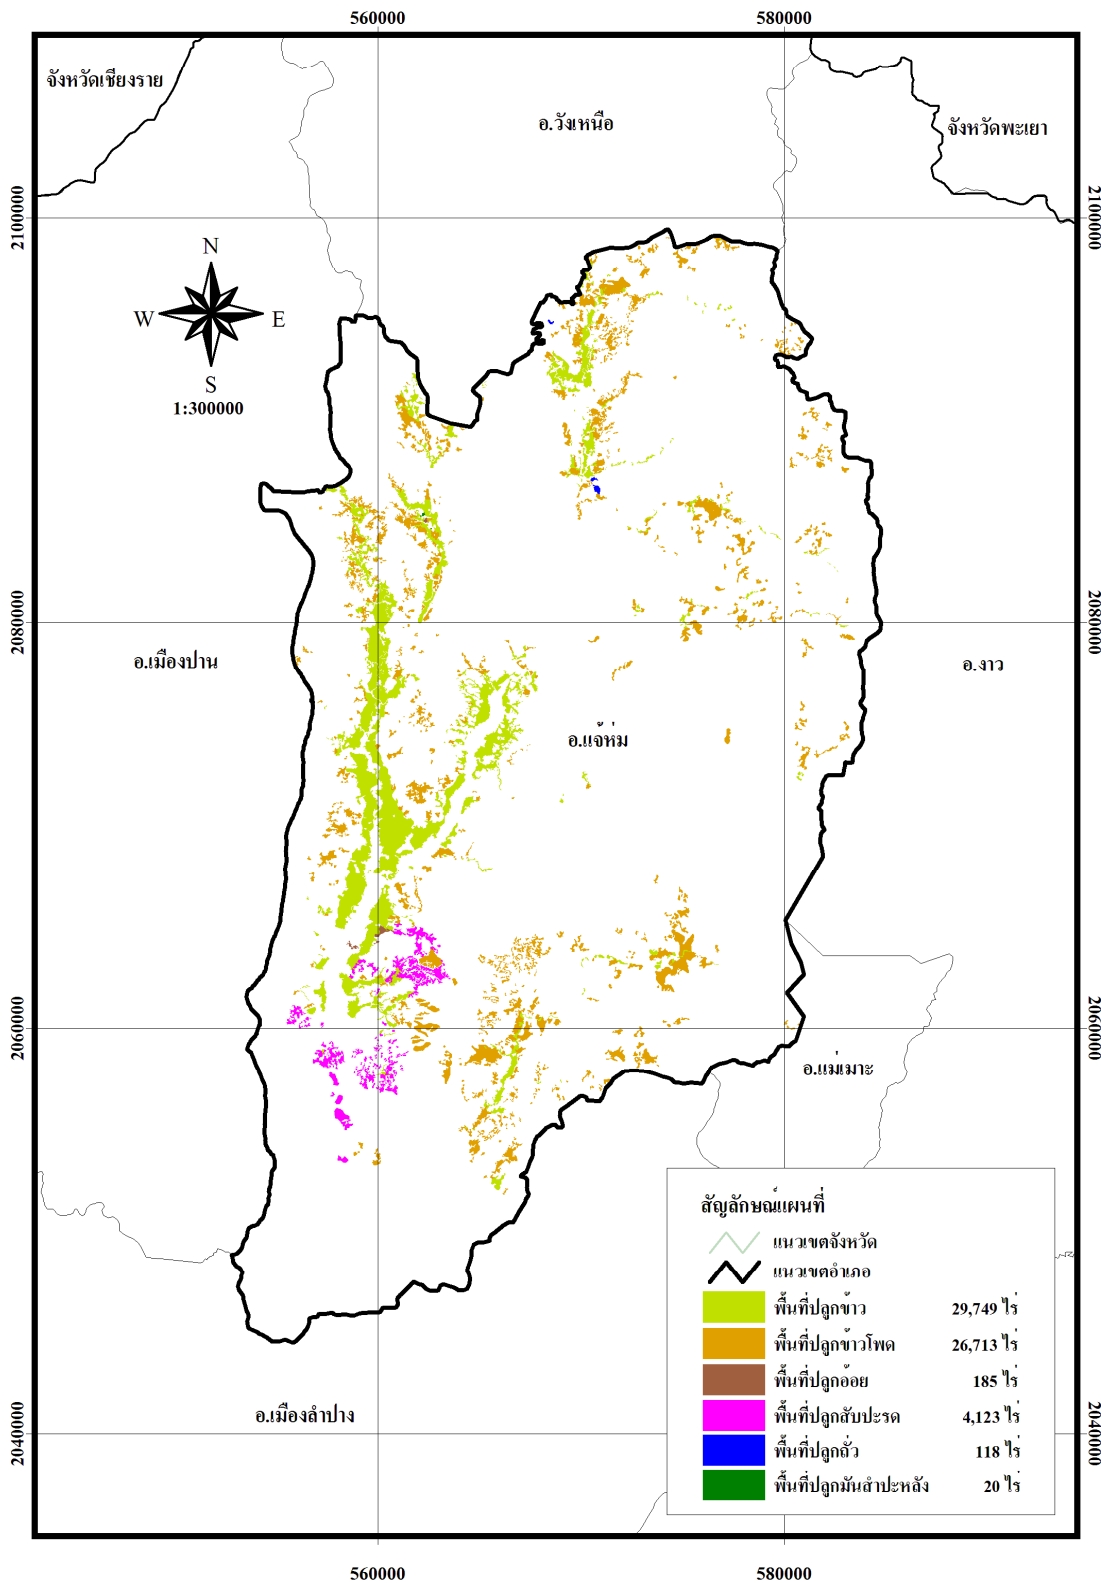 560000 580000
จังหวัดเชียงราย
อ.วังเหนือ
จังหวัดพะเยา
2100000 2100000
N
W E
S
1:300000
2080000 2080000
อ.เมืองปาน
อ.งาว
อ.แจ้ห่ม
2060000 2060000
อ.แม่เมาะ
สัญลักษณ์แผนที่
แนวเขตจังหวัด
แนวเขตอำเภอ
พื้นที่ปลูกข้าว 29,749 ไร่
พื้นที่ปลูกข้าวโพด 26,713 ไร่
พื้นที่ปลูกอ้อย 185 ไร่
พื้นที่ปลูกสับปะรด 4,123 ไร่
พื้นที่ปลูกถั่ว 118 ไร่
พื้นที่ปลูกมันสำปะหลัง 20 ไร่
อ.เมืองลำปาง
2040000 2040000
560000 580000